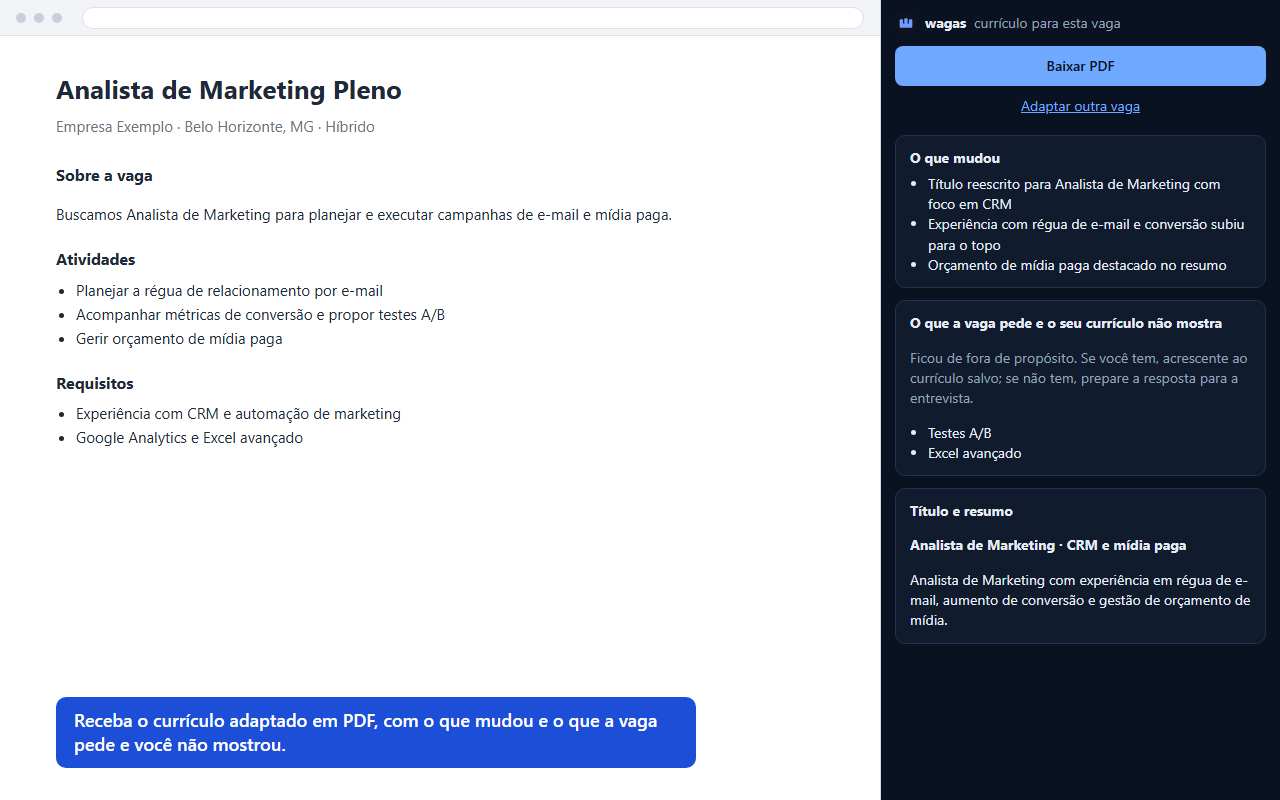 Analista de Marketing Pleno
Empresa Exemplo · Belo Horizonte, MG · Híbrido
Sobre a vaga
Buscamos Analista de Marketing para planejar e executar campanhas de e-mail e mídia paga.
Atividades
• Planejar a régua de relacionamento por e-mail
• Acompanhar métricas de conversão e propor testes A/B
• Gerir orçamento de mídia paga
Requisitos
• Experiência com CRM e automação de marketing
• Google Analytics e Excel avançado
Receba o currículo adaptado em PDF, com o que mudou e o que a vaga
pede e você não mostrou.
wagas currículo para esta vaga
Baixar PDF
Adaptar outra vaga
O que mudou
• Título reescrito para Analista de Marketing com
foco em CRM
• Experiência com régua de e-mail e conversão subiu
para o topo
• Orçamento de mídia paga destacado no resumo
O que a vaga pede e o seu currículo não mostra
Ficou de fora de propósito. Se você tem, acrescente ao
currículo salvo; se não tem, prepare a resposta para a
entrevista.
• Testes A/B
• Excel avançado
Título e resumo
Analista de Marketing · CRM e mídia paga
Analista de Marketing com experiência em régua de e-
mail, aumento de conversão e gestão de orçamento de
mídia.